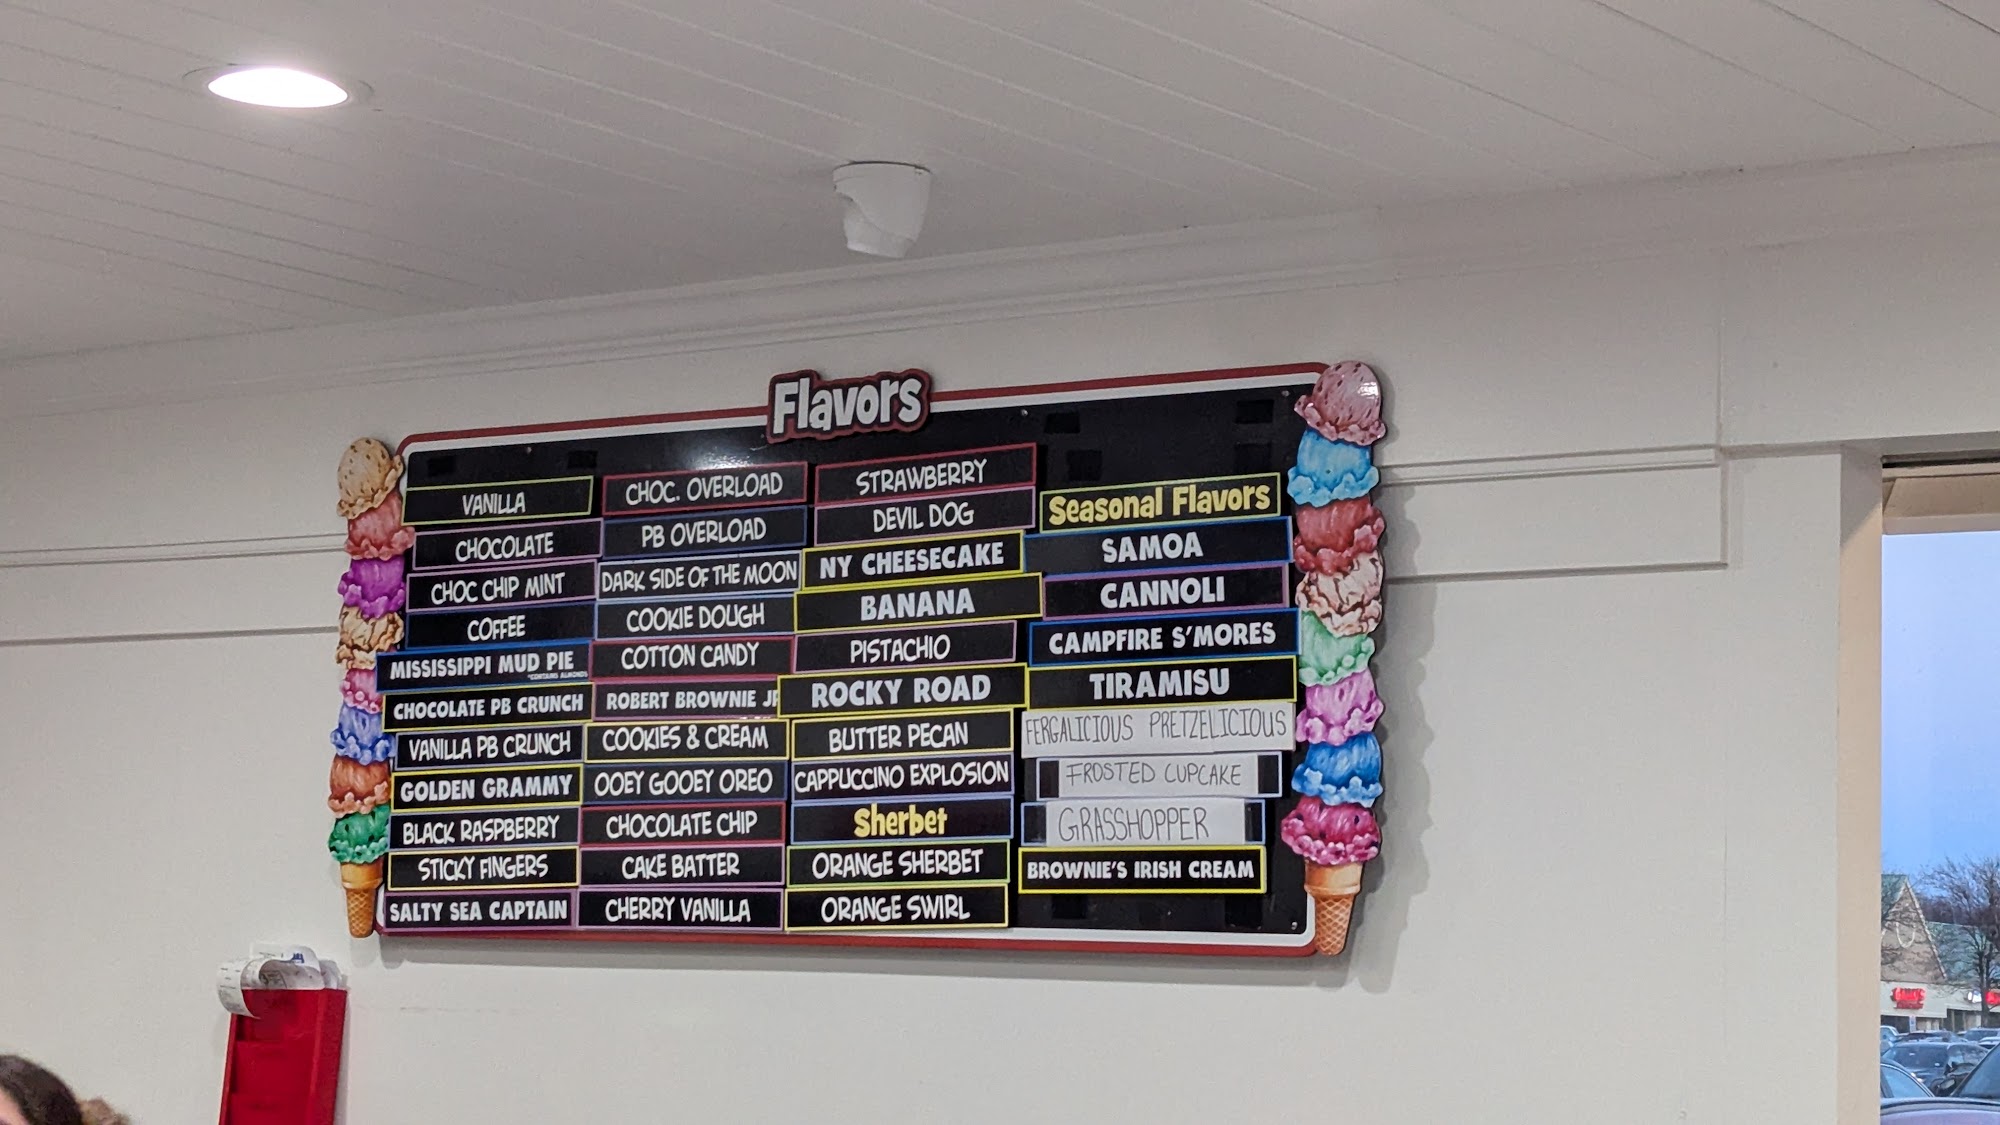 Flavors
VANILLA
CHOCOLATE
CHOC CHIP MINT
COFFEE
MISSISSIPPI MUD PIE
*CONTAINS ALMONDS
CHOCOLATE PB CRUNCH
VANILLA PB CRUNCH
GOLDEN GRAMMY
BLACK RASPBERRY
STICKY FINGERS
SALTY SEA CAPTAIN
CHOC. OVERLOAD
PB OVERLOAD
DARK SIDE OF THE MOON
COOKIE DOUGH
COTTON CANDY
ROBERT BROWNIE JR
COOKIES & CREAM
OOEY GOOEY OREO
CHOCOLATE CHIP
CAKE BATTER
CHERRY VANILLA
STRAWBERRY
DEVIL DOG
NY CHEESECAKE
BANANA
PISTACHIO
ROCKY ROAD
BUTTER PECAN
CAPPUCCINO EXPLOSION
Sherbet
ORANGE SHERBET
ORANGE SWIRL
Seasonal Flavors
SAMOA
CANNOLI
CAMPFIRE S'MORES
TIRAMISU
FERGALICIOUS PRETZELICIOUS
FROSTED CUPCAKE
GRASSHOPPER
BROWNIE'S IRISH CREAM